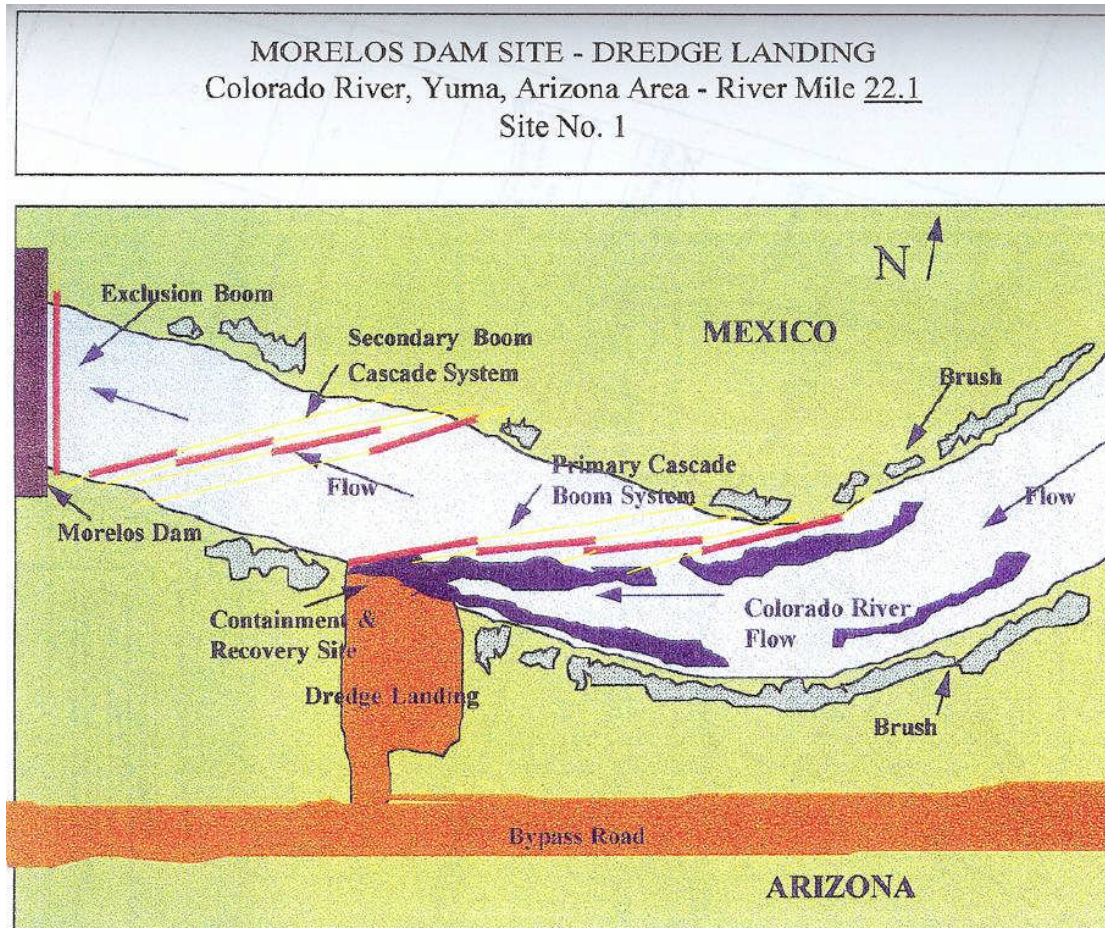 MORELOS DAM SITE - DREDGE LANDING
Colorado River, Yuma, Arizona Area - River Mile 22.1
Site No. 1
N
Exclusion Boom
MEXICO
Secondary Boom
Cascade System
Brush
Primary Cascade
Boom System
Flow
Flow
Morelos Dam
Containment &
Recovery Site
Colorado River
Flow
Dredge Landing
Brush
Bypass Road
ARIZONA